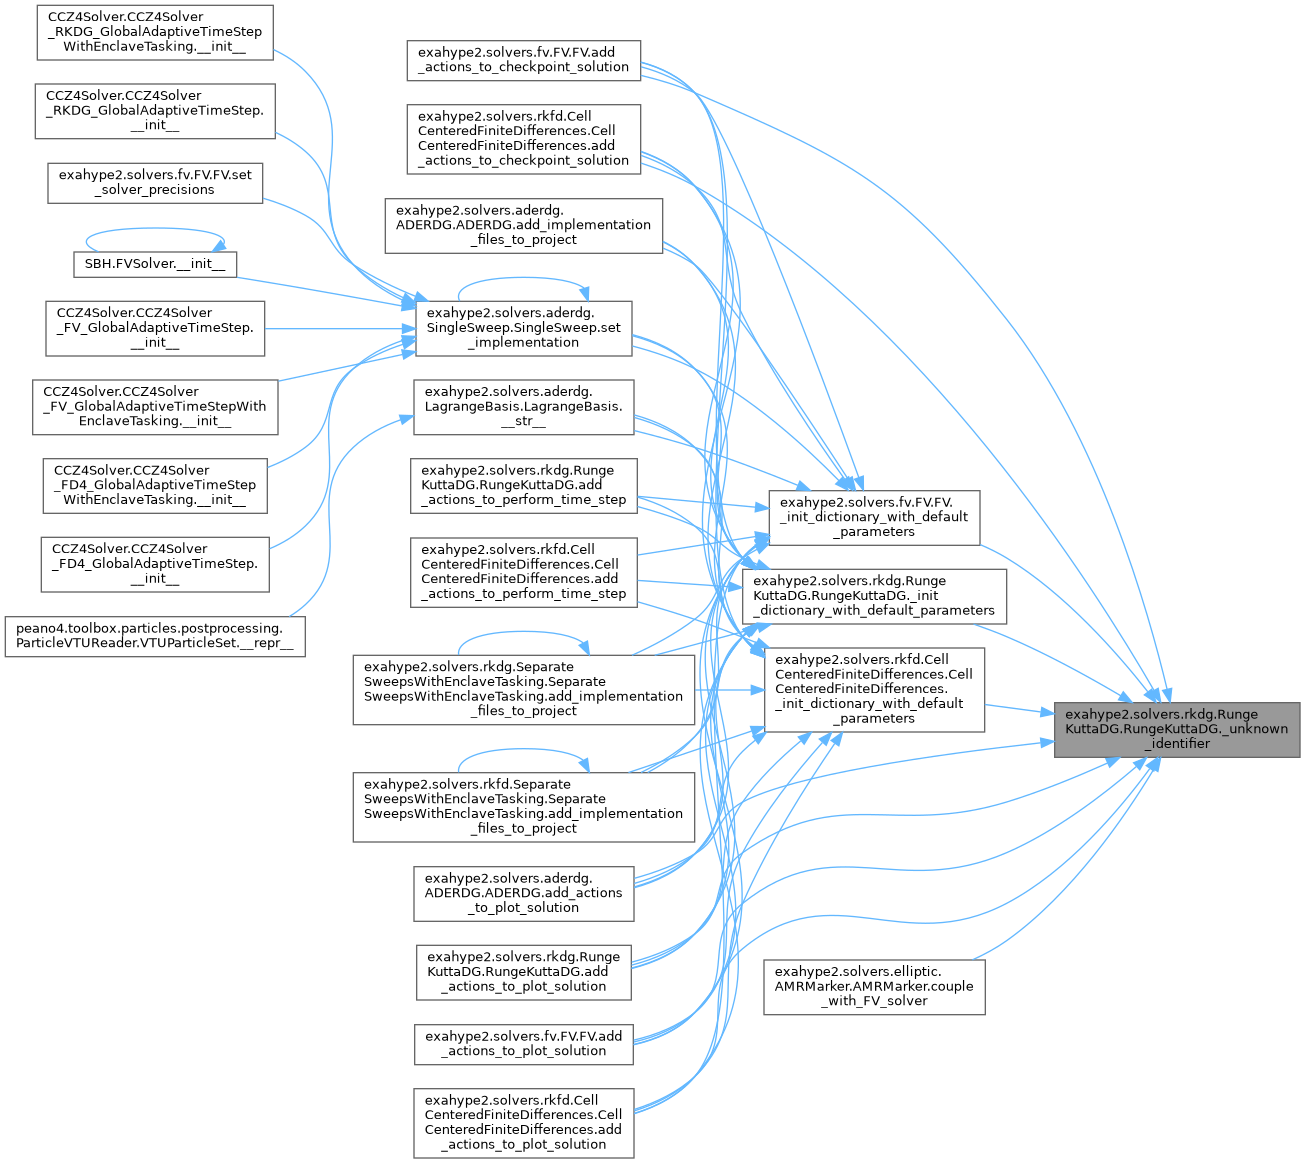 CCZ4Solver.CCZ4Solver
_RKDG_GlobalAdaptiveTimeStep
WithEnclaveTasking.__init__
CCZ4Solver.CCZ4Solver
_RKDG_GlobalAdaptiveTimeStep.
__init__
exahype2.solvers.fv.FV.FV.set
_solver_precisions
SBH.FVSolver.__init__
CCZ4Solver.CCZ4Solver
_FV_GlobalAdaptiveTimeStep.
__init__
CCZ4Solver.CCZ4Solver
_FV_GlobalAdaptiveTimeStepWith
EnclaveTasking.__init__
CCZ4Solver.CCZ4Solver
_FD4_GlobalAdaptiveTimeStep
WithEnclaveTasking.__init__
CCZ4Solver.CCZ4Solver
_FD4_GlobalAdaptiveTimeStep.
__init__
peano4.toolbox.particles.postprocessing.
ParticleVTUReader.VTUParticleSet.__repr__
exahype2.solvers.fv.FV.FV.add
_actions_to_checkpoint_solution
exahype2.solvers.rkfd.Cell
CenteredFiniteDifferences.Cell
CenteredFiniteDifferences.add
_actions_to_checkpoint_solution
exahype2.solvers.aderdg.
ADERDG.ADERDG.add_implementation
_files_to_project
exahype2.solvers.aderdg.
SingleSweep.SingleSweep.set
_implementation
exahype2.solvers.aderdg.
LagrangeBasis.LagrangeBasis.
__str__
exahype2.solvers.rkdg.Runge
KuttaDG.RungeKuttaDG.add
_actions_to_perform_time_step
exahype2.solvers.rkfd.Cell
CenteredFiniteDifferences.Cell
CenteredFiniteDifferences.add
_actions_to_perform_time_step
exahype2.solvers.rkdg.Separate
SweepsWithEnclaveTasking.Separate
SweepsWithEnclaveTasking.add_implementation
_files_to_project
exahype2.solvers.rkfd.Separate
SweepsWithEnclaveTasking.Separate
SweepsWithEnclaveTasking.add_implementation
_files_to_project
exahype2.solvers.aderdg.
ADERDG.ADERDG.add_actions
_to_plot_solution
exahype2.solvers.rkdg.Runge
KuttaDG.RungeKuttaDG.add
_actions_to_plot_solution
exahype2.solvers.fv.FV.FV.add
_actions_to_plot_solution
exahype2.solvers.rkfd.Cell
CenteredFiniteDifferences.Cell
CenteredFiniteDifferences.add
_actions_to_plot_solution
exahype2.solvers.fv.FV.FV.
_init_dictionary_with_default
_parameters
exahype2.solvers.rkdg.Runge
KuttaDG.RungeKuttaDG._init
_dictionary_with_default_parameters
exahype2.solvers.rkfd.Cell
CenteredFiniteDifferences.Cell
CenteredFiniteDifferences.
_init_dictionary_with_default
_parameters
exahype2.solvers.elliptic.
AMRMarker.AMRMarker.couple
_with_FV_solver
exahype2.solvers.rkdg.Runge
KuttaDG.RungeKuttaDG._unknown
_identifier